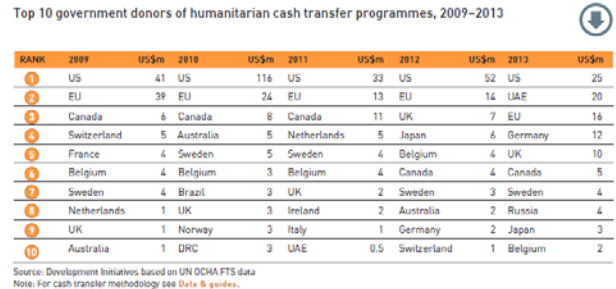 Top 10 government donors of humanitarian cash transfer programmes, 2009–2013
RANK 2009 US$m 2010 US$m 2011 US$m 2012 US$m 2013 US$m
1 US 41 US 116 US 33 US 52 US 25
2 EU 39 EU 24 EU 13 EU 14 UAE 20
3 Canada 6 Canada 8 Canada 11 UK 7 EU 16
4 Switzerland 5 Australia 5 Netherlands 5 Japan 6 Germany 12
5 France 4 Sweden 5 Sweden 4 Belgium 4 UK 10
6 Belgium 4 Belgium 3 Belgium 4 Canada 4 Canada 5
7 Sweden 4 Brazil 3 UK 2 Sweden 3 Sweden 4
8 Netherlands 1 UK 3 Ireland 2 Australia 2 Russia 4
9 UK 1 Norway 3 Italy 1 Germany 2 Japan 3
10 Australia 1 DRC 3 UAE 0.5 Switzerland 1 Belgium 2
Source: Development Initiatives based on UN OCHA FTS data
Note: For cash transfer methodology see Data & guides.